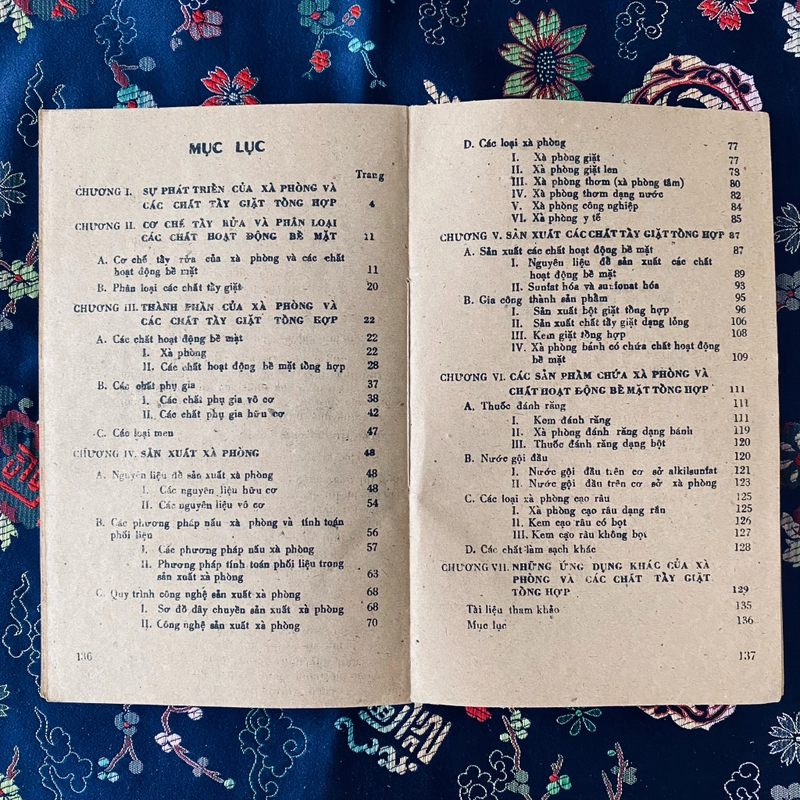 MỤC LỤC
Trang
CHƯƠNG I. SỰ PHÁT TRIỂN CỦA XÀ PHÒNG VÀ
CÁC CHẤT TẨY GIẶT TỔNG HỢP 4
CHƯƠNG II. CƠ CHẾ TẨY RỬA VÀ PHÂN LOẠI
CÁC CHẤT HOẠT ĐỘNG BỀ MẶT 11
A. Cơ chế tẩy rửa của xà phòng và các chất
hoạt động bề mặt 11
B. Phân loại các chất tẩy giặt 20
CHƯƠNG III. THÀNH PHẦN CỦA XÀ PHÒNG VÀ
CÁC CHẤT TẨY GIẶT TỔNG HỢP 22
A. Các chất hoạt động bề mặt 22
I. Xà phòng 22
II. Các chất hoạt động bề mặt tổng hợp 28
B. Các chất phụ gia 37
I. Các chất phụ gia vô cơ 38
II. Các chất phụ gia hữu cơ 42
C. Các loại men 47
CHƯƠNG IV. SẢN XUẤT XÀ PHÒNG 48
A. Nguyên liệu để sản xuất xà phòng 48
I. Các nguyên liệu hữu cơ 48
II. Các nguyên liệu vô cơ 54
B. Các phương pháp nấu xà phòng và tính toán
phối liệu 56
I. Các phương pháp nấu xà phòng 57
II. Phương pháp tính toán phối liệu trong
sản xuất xà phòng 63
C. Quy trình công nghệ sản xuất xà phòng 68
I. Sơ đồ dây chuyền sản xuất xà phòng 68
II. Công nghệ sản xuất xà phòng 70
136
D. Các loại xà phòng 77
I. Xà phòng giặt 77
II. Xà phòng giặt len 78
III. Xà phòng thơm (xà phòng tắm) 80
IV. Xà phòng thơm dạng nước 82
V. Xà phòng công nghiệp 84
VI. Xà phòng y tế 85
CHƯƠNG V. SẢN XUẤT CÁC CHẤT TẨY GIẶT TỔNG HỢP 87
A. Sản xuất các chất hoạt động bề mặt 87
I. Nguyên liệu để sản xuất các chất
hoạt động bề mặt 89
II. Sunfat hóa và sunfonat hóa 93
B. Gia công thành sản phẩm 95
I. Sản xuất bột giặt tổng hợp 96
II. Sản xuất chất tẩy giặt dạng lỏng 106
III. Kem giặt tổng hợp 108
IV. Xà phòng bánh có chứa chất hoạt động
bề mặt 109
CHƯƠNG VI. CÁC SẢN PHẨM CHỨA XÀ PHÒNG VÀ
CHẤT HOẠT ĐỘNG BỀ MẶT TỔNG HỢP 111
A. Thuốc đánh răng 111
I. Kem đánh răng 111
II. Xà phòng đánh răng dạng bánh 119
III. Thuốc đánh răng dạng bột 120
B. Nước gội đầu 120
I. Nước gội đầu trên cơ sở alkilsunfat 121
II. Nước gội đầu trên cơ sở xà phòng 123
C. Các loại xà phòng cạo râu 125
I. Xà phòng cạo râu dạng rắn 125
II. Kem cạo râu có bọt 126
III. Kem cạo râu không bọt 127
D. Các chất làm sạch khác 128
CHƯƠNG VII. NHỮNG ỨNG DỤNG KHÁC CỦA XÀ
PHÒNG VÀ CÁC CHẤT TẨY GIẶT
TỔNG HỢP 129
Tài liệu tham khảo 135
Mục lục 136
137